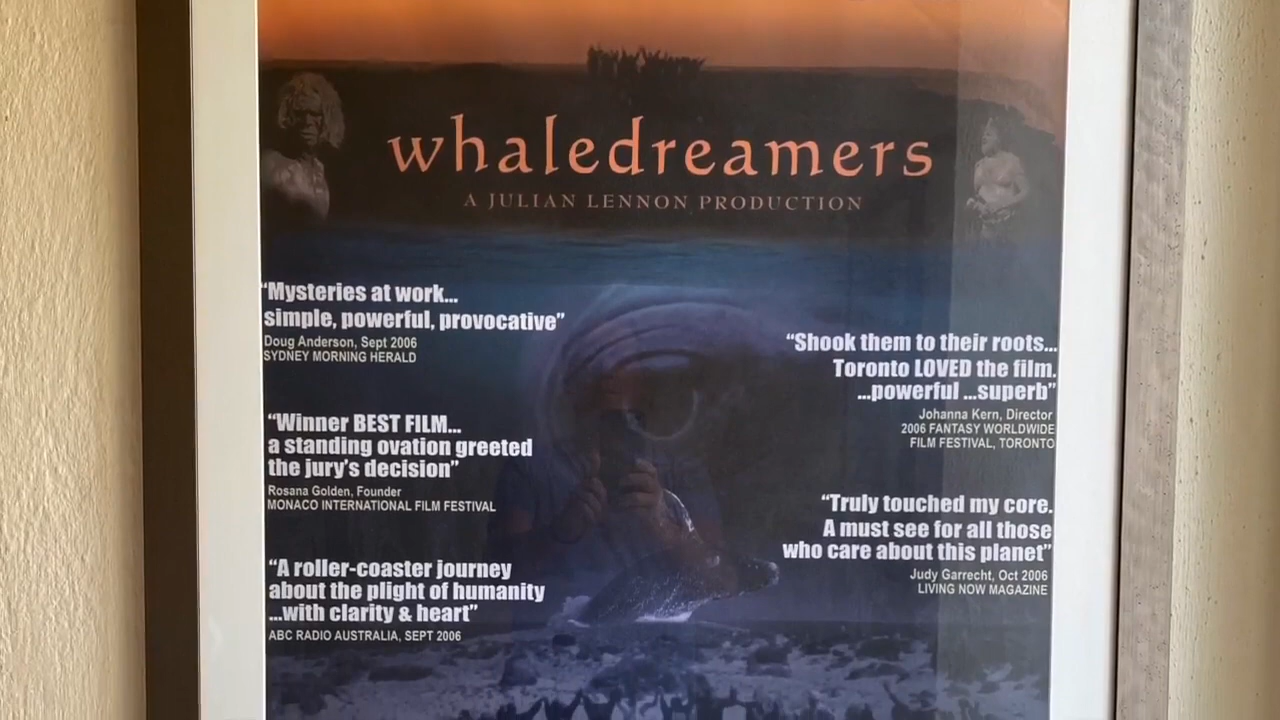 whaledreamers
A JULIAN LENNON PRODUCTION
“Mysteries at work...
simple, powerful, provocative”
Doug Anderson, Sept 2006
SYDNEY MORNING HERALD
“Winner BEST FILM...
a standing ovation greeted
the jury’s decision”
Rosana Golden, Founder
MONACO INTERNATIONAL FILM FESTIVAL
“A roller-coaster journey
about the plight of humanity
...with clarity & heart”
ABC RADIO AUSTRALIA, SEPT 2006
“Shook them to their roots...
Toronto LOVED the film.
...powerful ...superb”
Johanna Kern, Director
2006 FANTASY WORLDWIDE
FILM FESTIVAL, TORONTO
“Truly touched my core.
A must see for all those
who care about this planet”
Judy Garrecht, Oct 2006
LIVING NOW MAGAZINE